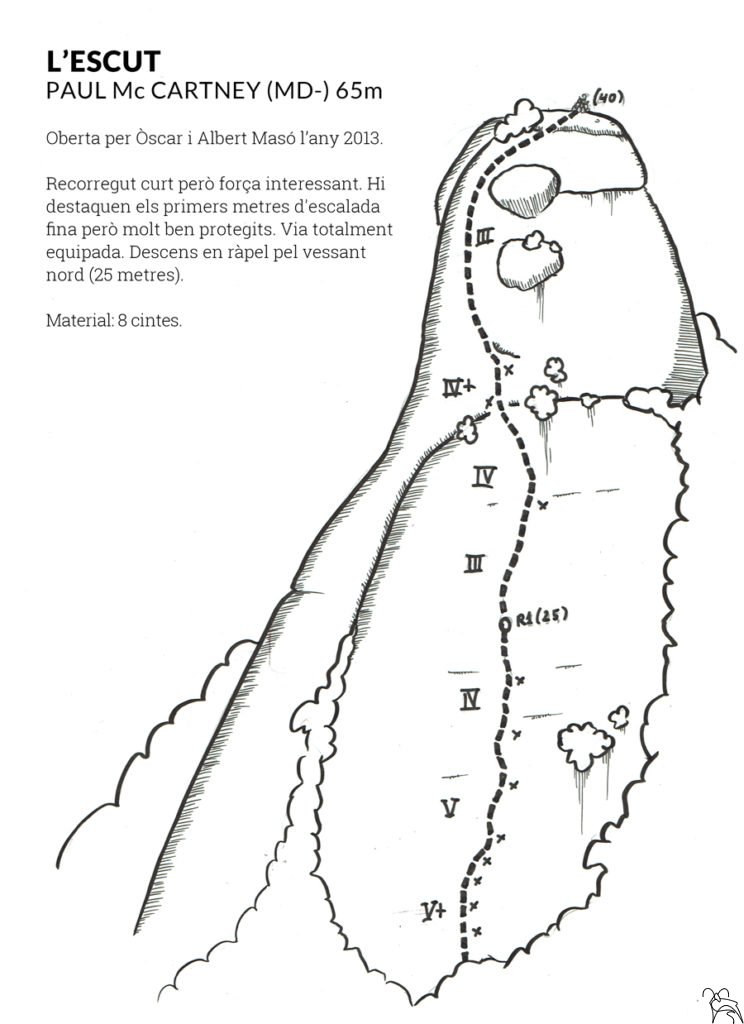 L'ESCUT
PAUL Mc CARTNEY (MD-) 65m
Oberta per Òscar i Albert Masó l'any 2013.
Recorregut curt però força interessant. Hi
destaquen els primers metres d'escalada
fina però molt ben protegits. Via totalment
equipada. Descens en ràpel pel vessant
nord (25 metres).
Material: 8 cintes.
(40)
III
IV+
IV
III
R1(25)
IV
V
V+